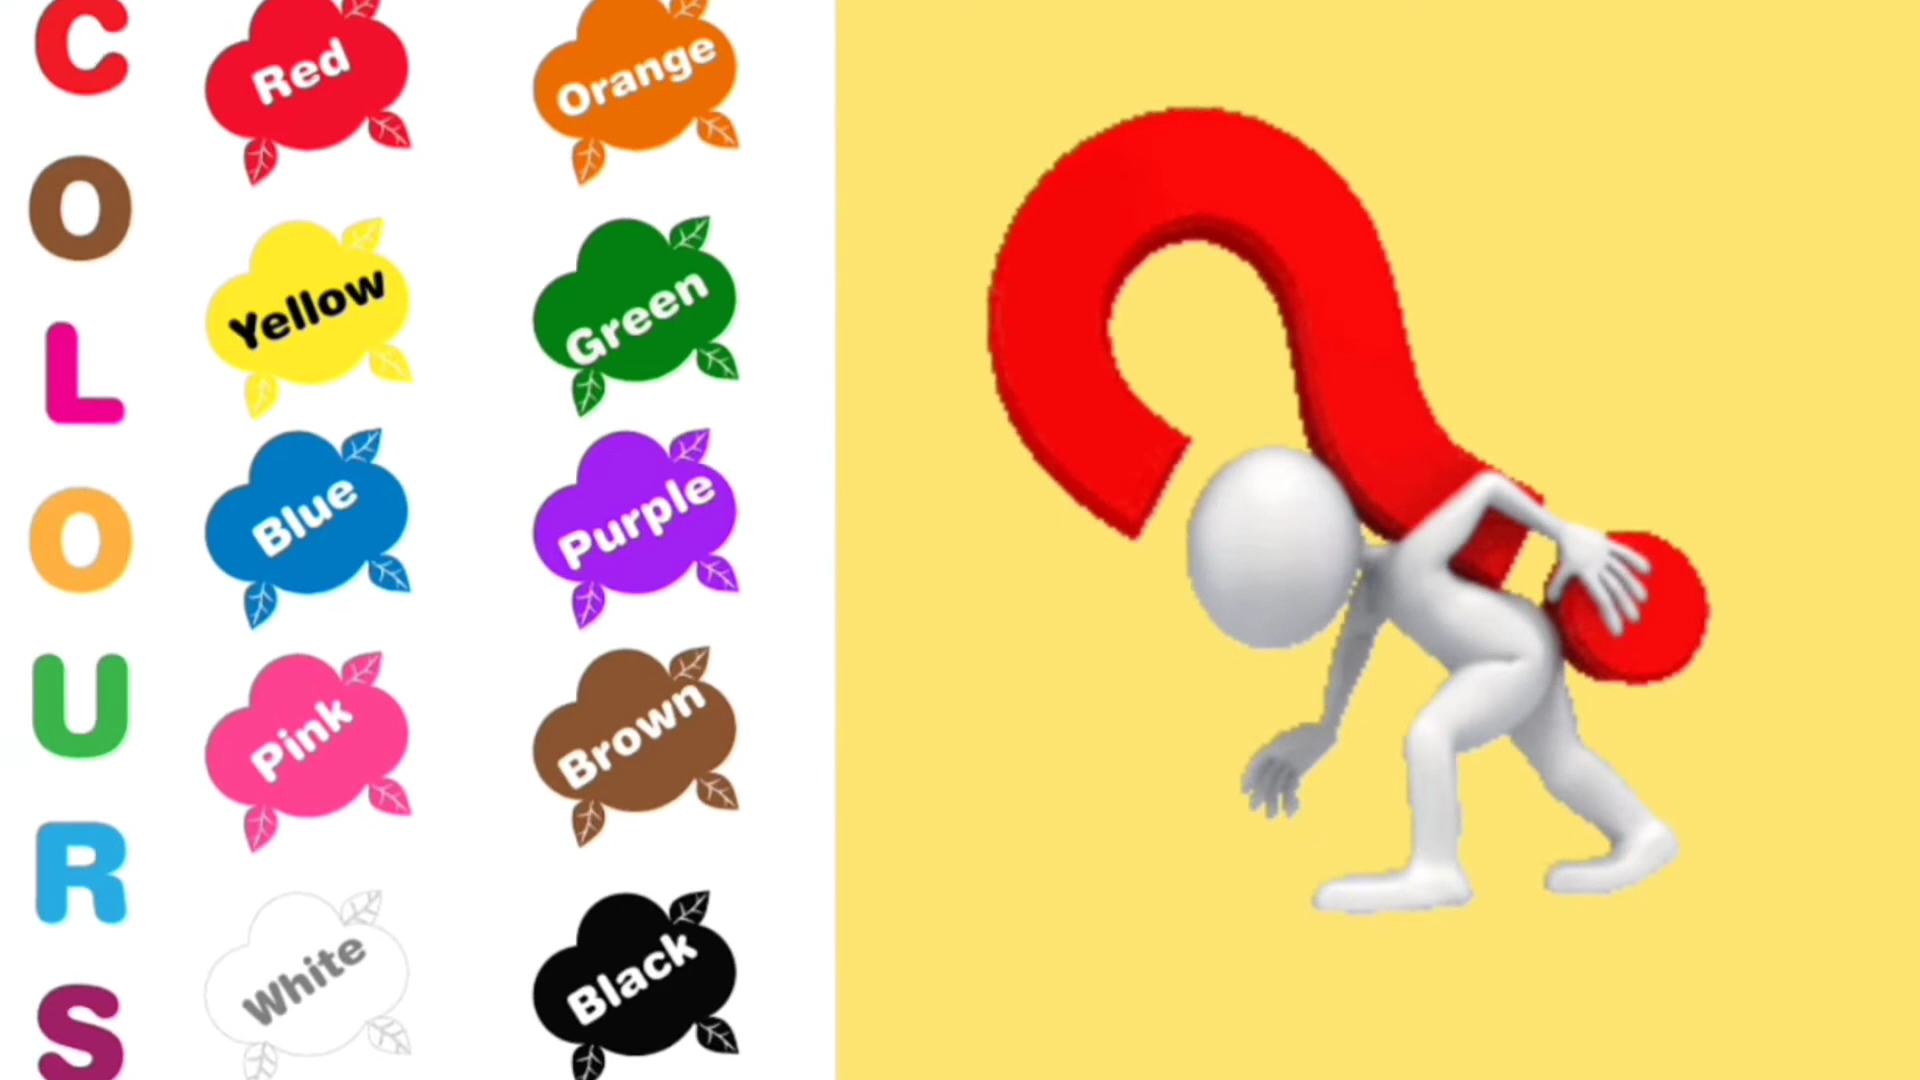 COLOURS
Red
Orange
Yellow
Green
Blue
Purple
Pink
Brown
White
Black